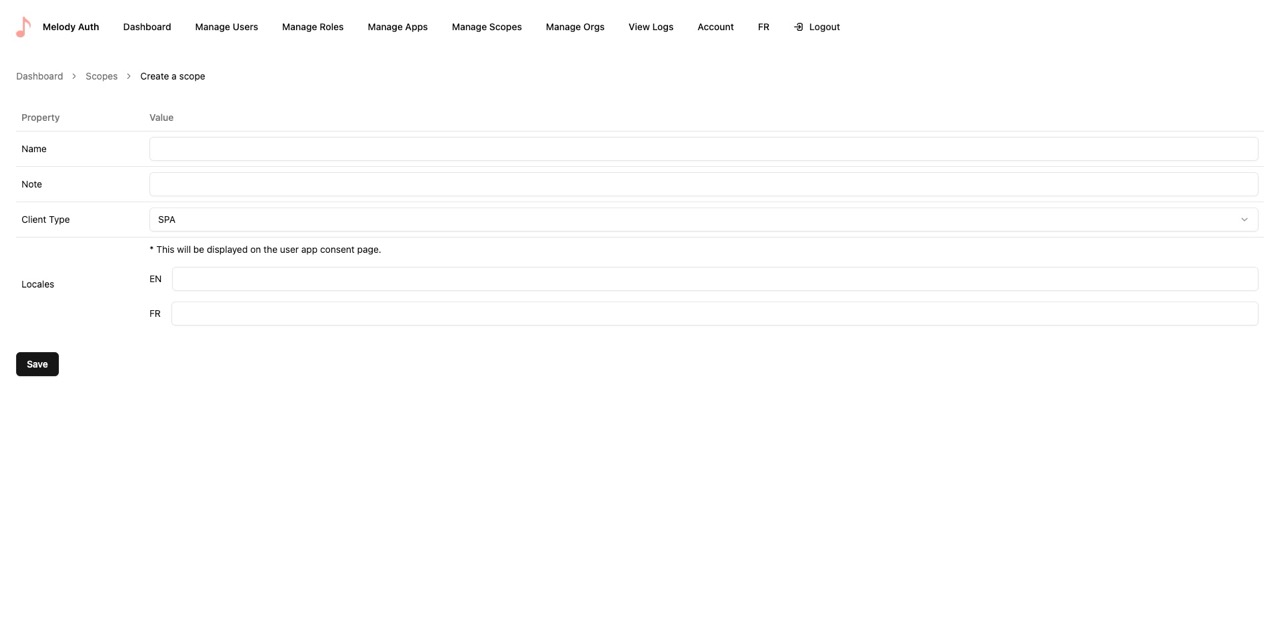 Melody Auth Dashboard Manage Users Manage Roles Manage Apps Manage Scopes Manage Orgs View Logs Account FR Logout
Dashboard Scopes Create a scope
Property Value
Name
Note
Client Type SPA
* This will be displayed on the user app consent page.
Locales
EN
FR
Save